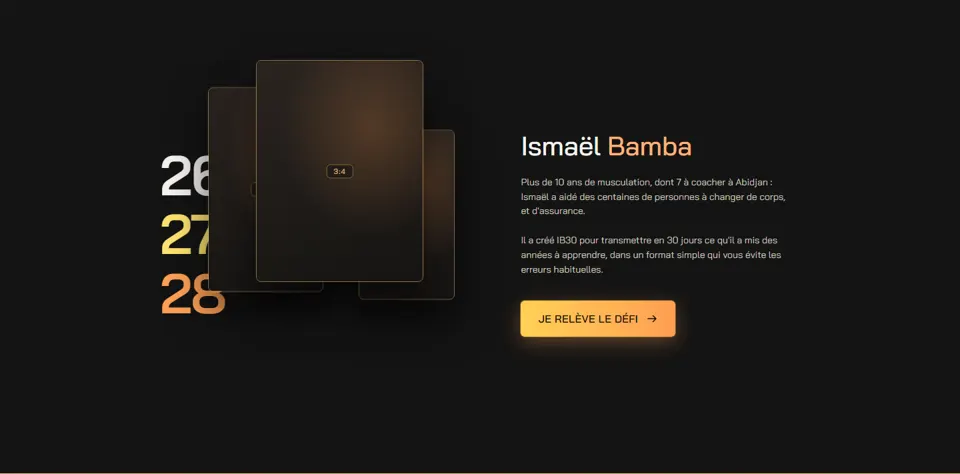 26
27
28
3:4
Ismaël Bamba
Plus de 10 ans de musculation, dont 7 à coacher à Abidjan :
Ismaël a aidé des centaines de personnes à changer de corps,
et d'assurance.
Il a créé IB30 pour transmettre en 30 jours ce qu'il a mis des
années à apprendre, dans un format simple qui vous évite les
erreurs habituelles.
JE RELÈVE LE DÉFI →